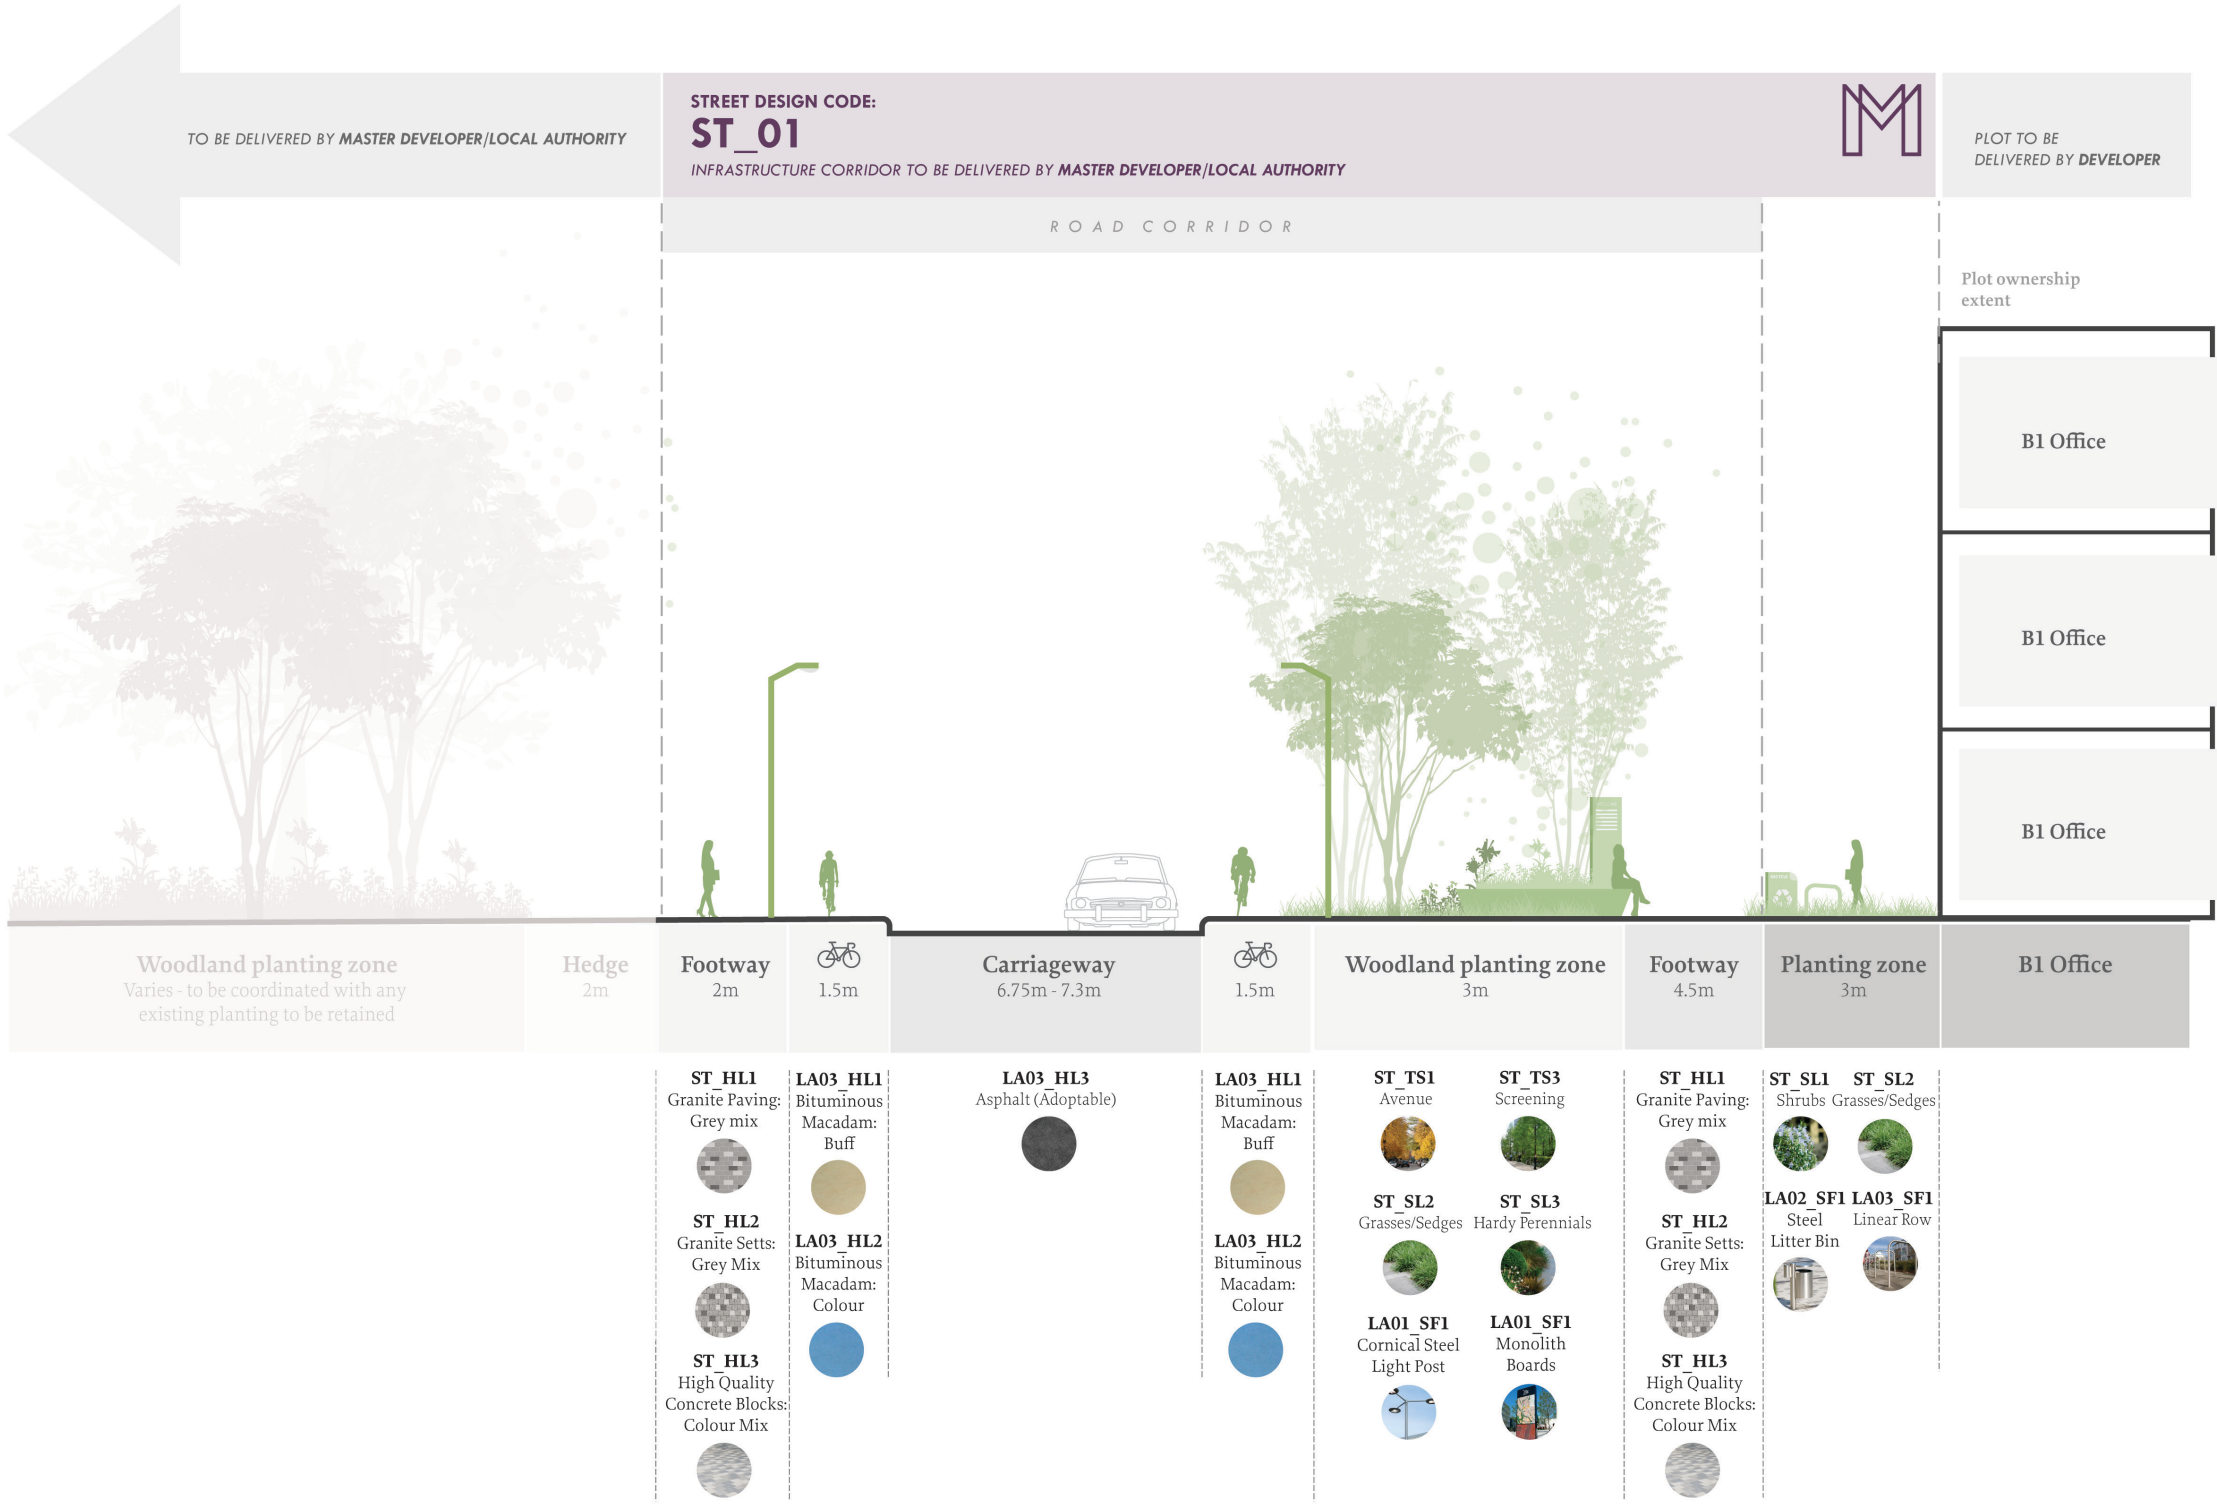 STREET DESIGN CODE:
ST_01
INFRASTRUCTURE CORRIDOR TO BE DELIVERED BY MASTER DEVELOPER/LOCAL AUTHORITY
TO BE DELIVERED BY MASTER DEVELOPER/LOCAL AUTHORITY
PLOT TO BE
DELIVERED BY DEVELOPER
ROAD CORRIDOR
Plot ownership
extent
B1 Office
B1 Office
B1 Office
Woodland planting zone
Varies - to be coordinated with any
existing planting to be retained
Hedge
2m
Footway
2m
1.5m
Carriageway
6.75m - 7.3m
1.5m
Woodland planting zone
3m
Footway
4.5m
Planting zone
3m
B1 Office
ST_HL1
Granite Paving:
Grey mix
ST_HL2
Granite Setts:
Grey Mix
ST_HL3
High Quality
Concrete Blocks:
Colour Mix
LA03_HL1
Bituminous
Macadam:
Buff
LA03_HL2
Bituminous
Macadam:
Colour
LA03_HL3
Asphalt (Adoptable)
LA03_HL1
Bituminous
Macadam:
Buff
LA03_HL2
Bituminous
Macadam:
Colour
ST_TS1
Avenue
ST_TS3
Screening
ST_SL2
Grasses/Sedges
ST_SL3
Hardy Perennials
LA01_SF1
Cornical Steel
Light Post
LA01_SF1
Monolith
Boards
ST_HL1
Granite Paving:
Grey mix
ST_HL2
Granite Setts:
Grey Mix
ST_HL3
High Quality
Concrete Blocks:
Colour Mix
ST_SL1
Shrubs
ST_SL2
Grasses/Sedges
LA02_SF1
Steel
Litter Bin
LA03_SF1
Linear Row